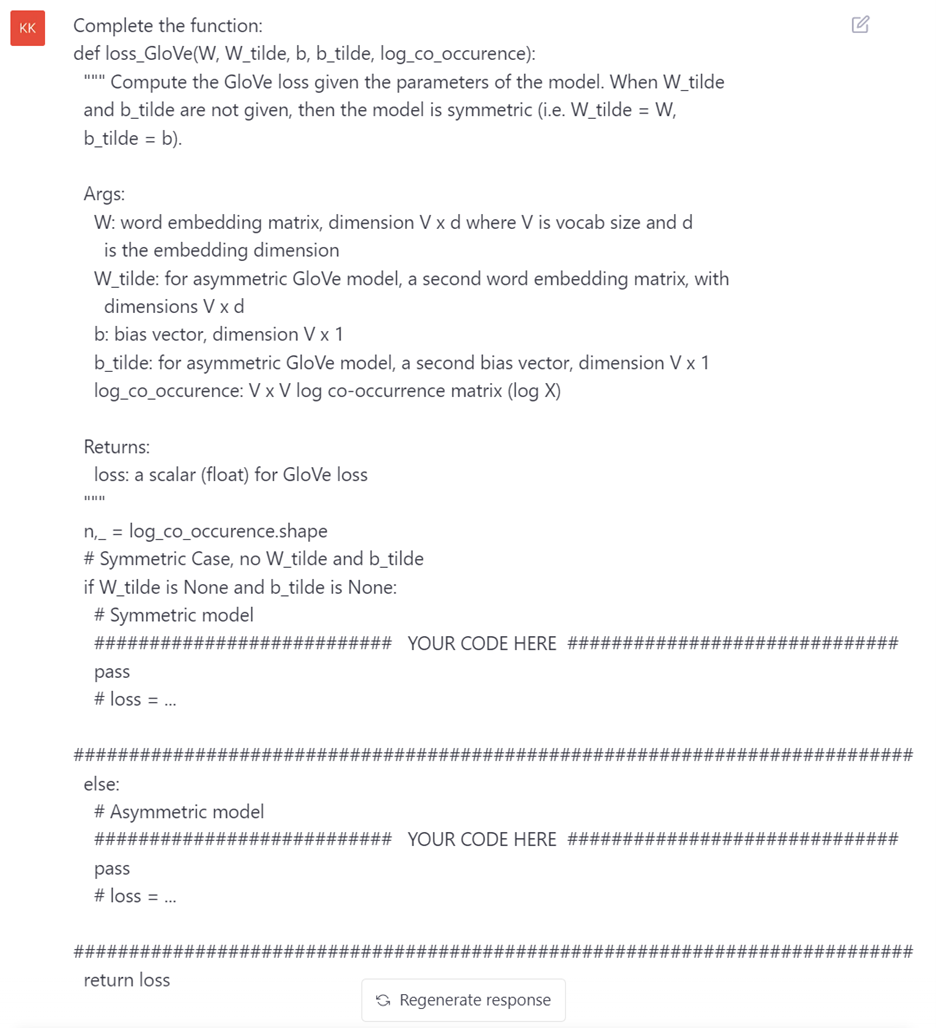 KK
Complete the function:
def loss_GloVe(W, W_tilde, b, b_tilde, log_co_occurence):
""" Compute the GloVe loss given the parameters of the model. When W_tilde
and b_tilde are not given, then the model is symmetric (i.e. W_tilde = W,
b_tilde = b).
Args:
W: word embedding matrix, dimension V x d where V is vocab size and d
is the embedding dimension
W_tilde: for asymmetric GloVe model, a second word embedding matrix, with
dimensions V x d
b: bias vector, dimension V x 1
b_tilde: for asymmetric GloVe model, a second bias vector, dimension V x 1
log_co_occurence: V x V log co-occurrence matrix (log X)
Returns:
loss: a scalar (float) for GloVe loss
"""
n,_ = log_co_occurence.shape
# Symmetric Case, no W_tilde and b_tilde
if W_tilde is None and b_tilde is None:
# Symmetric model
########################### YOUR CODE HERE ##############################
pass
# loss = ...
############################################################################
else:
# Asymmetric model
########################### YOUR CODE HERE ##############################
pass
# loss = ...
############################################################################
return loss
Regenerate response